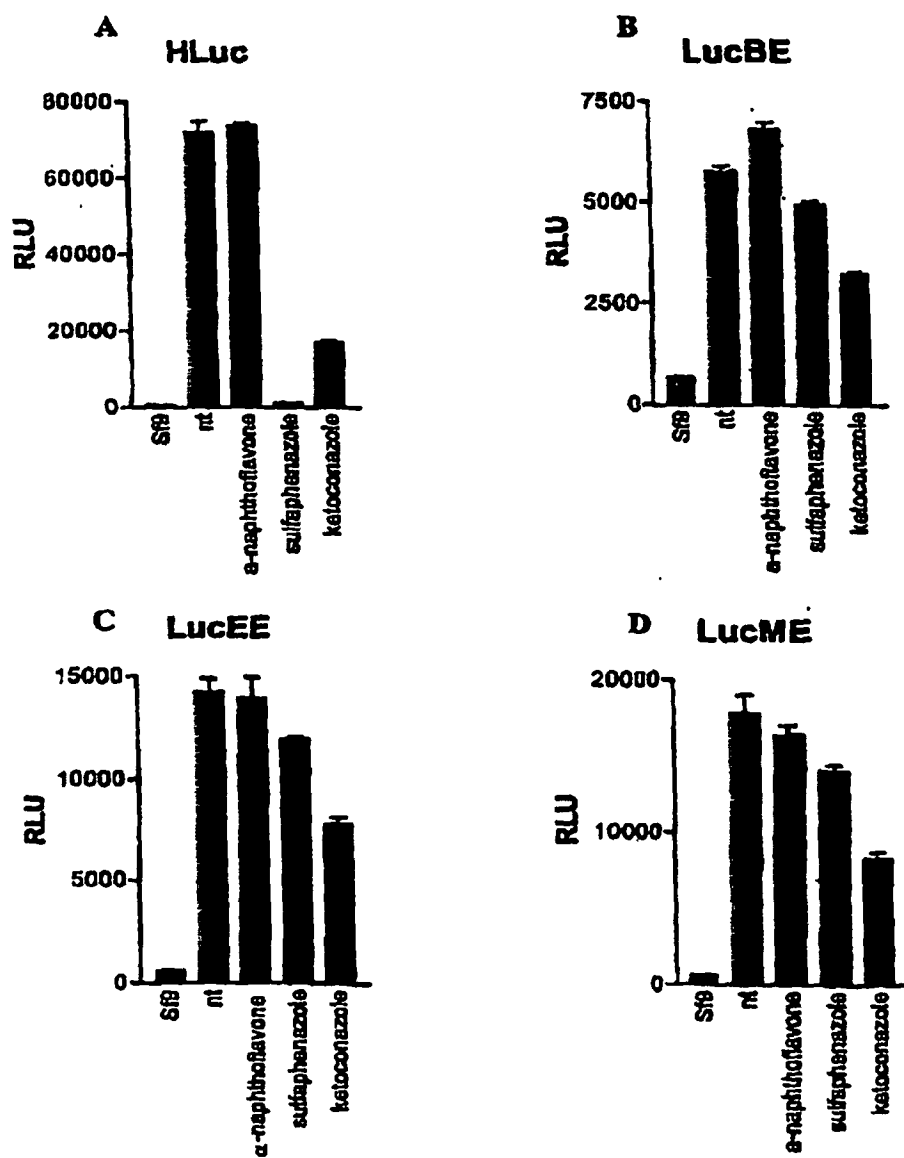 A
HLuc
80000
60000
40000
20000
0
RLU
Sf9
nt
a-naphthoflavone
sulfaphenazole
ketoconazole
B
LucBE
7500
5000
2500
0
RLU
Sf9
nt
a-naphthoflavone
sulfaphenazole
ketoconazole
C
LucEE
15000
10000
5000
0
RLU
Sf9
nt
α-naphthoflavone
sulfaphenazole
ketoconazole
D
LucME
20000
10000
0
RLU
Sf9
nt
a-naphthoflavone
sulfaphenazole
ketoconazole